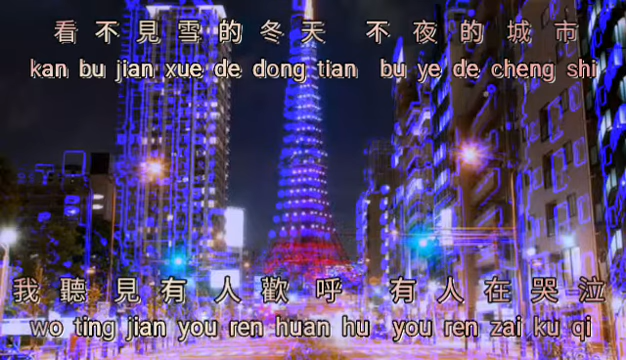 看不見雪的冬天 不夜的城市
kan bu jian xue de dong tian bu ye de cheng shi
我聽見有人歡呼 有人在哭泣
wo ting jian you ren huan hu you ren zai ku qi